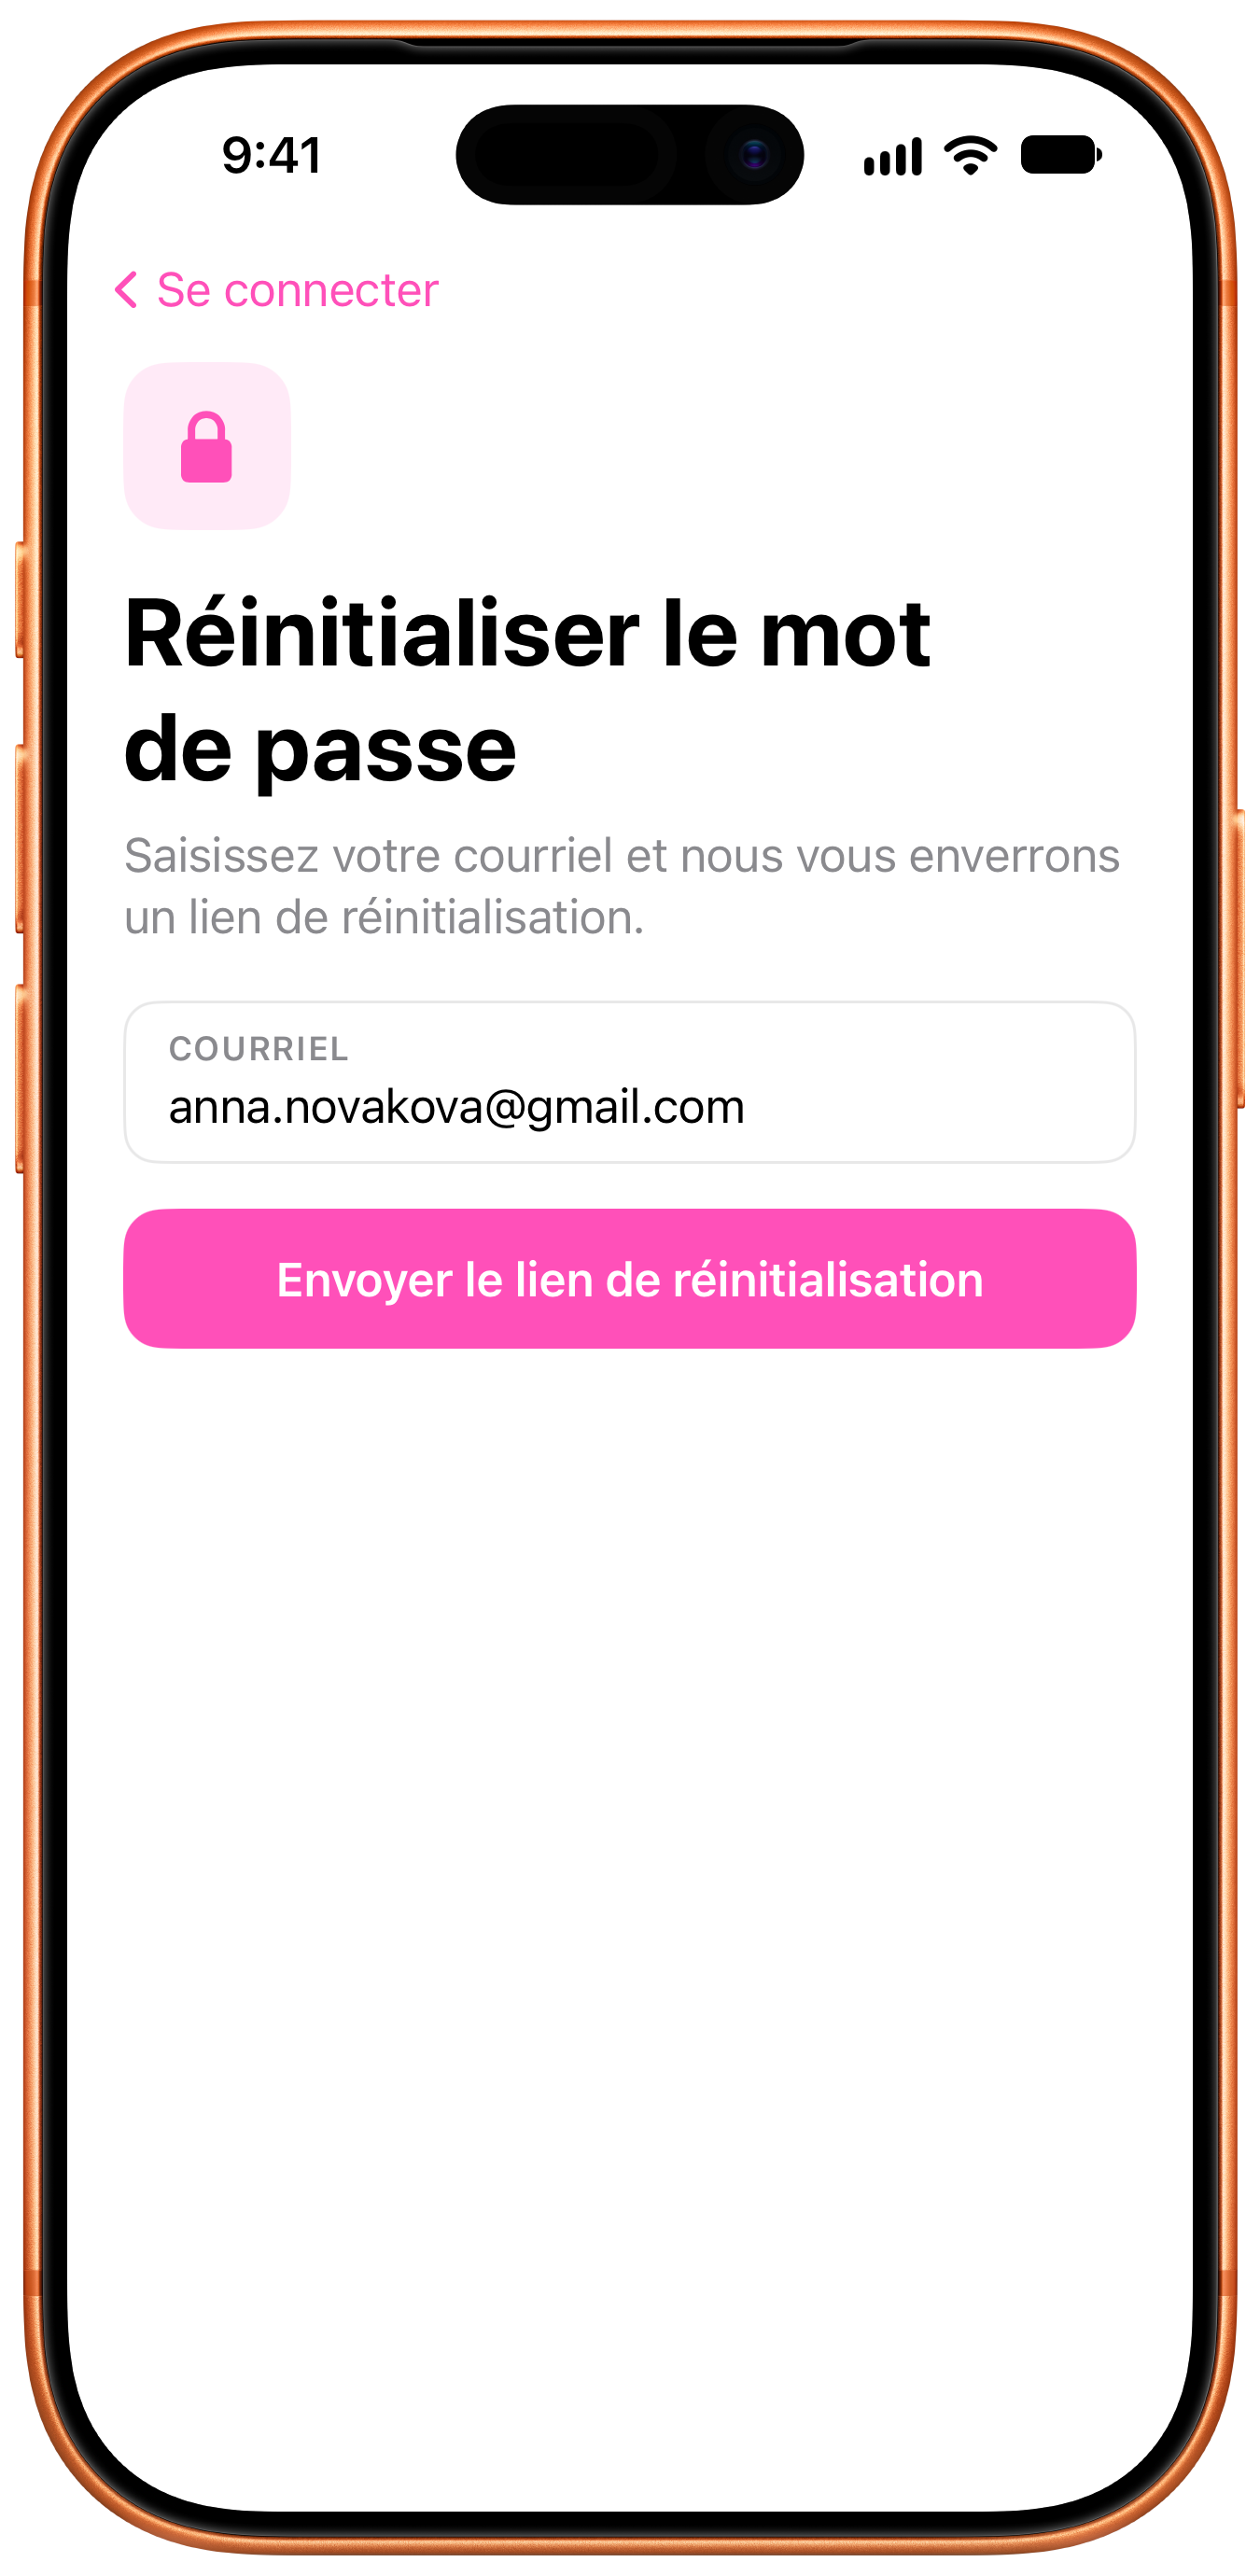 9:41
Se connecter
Réinitialiser le mot
de passe
Saisissez votre courriel et nous vous enverrons
un lien de réinitialisation.
COURRIEL
anna.novakova@gmail.com
Envoyer le lien de réinitialisation